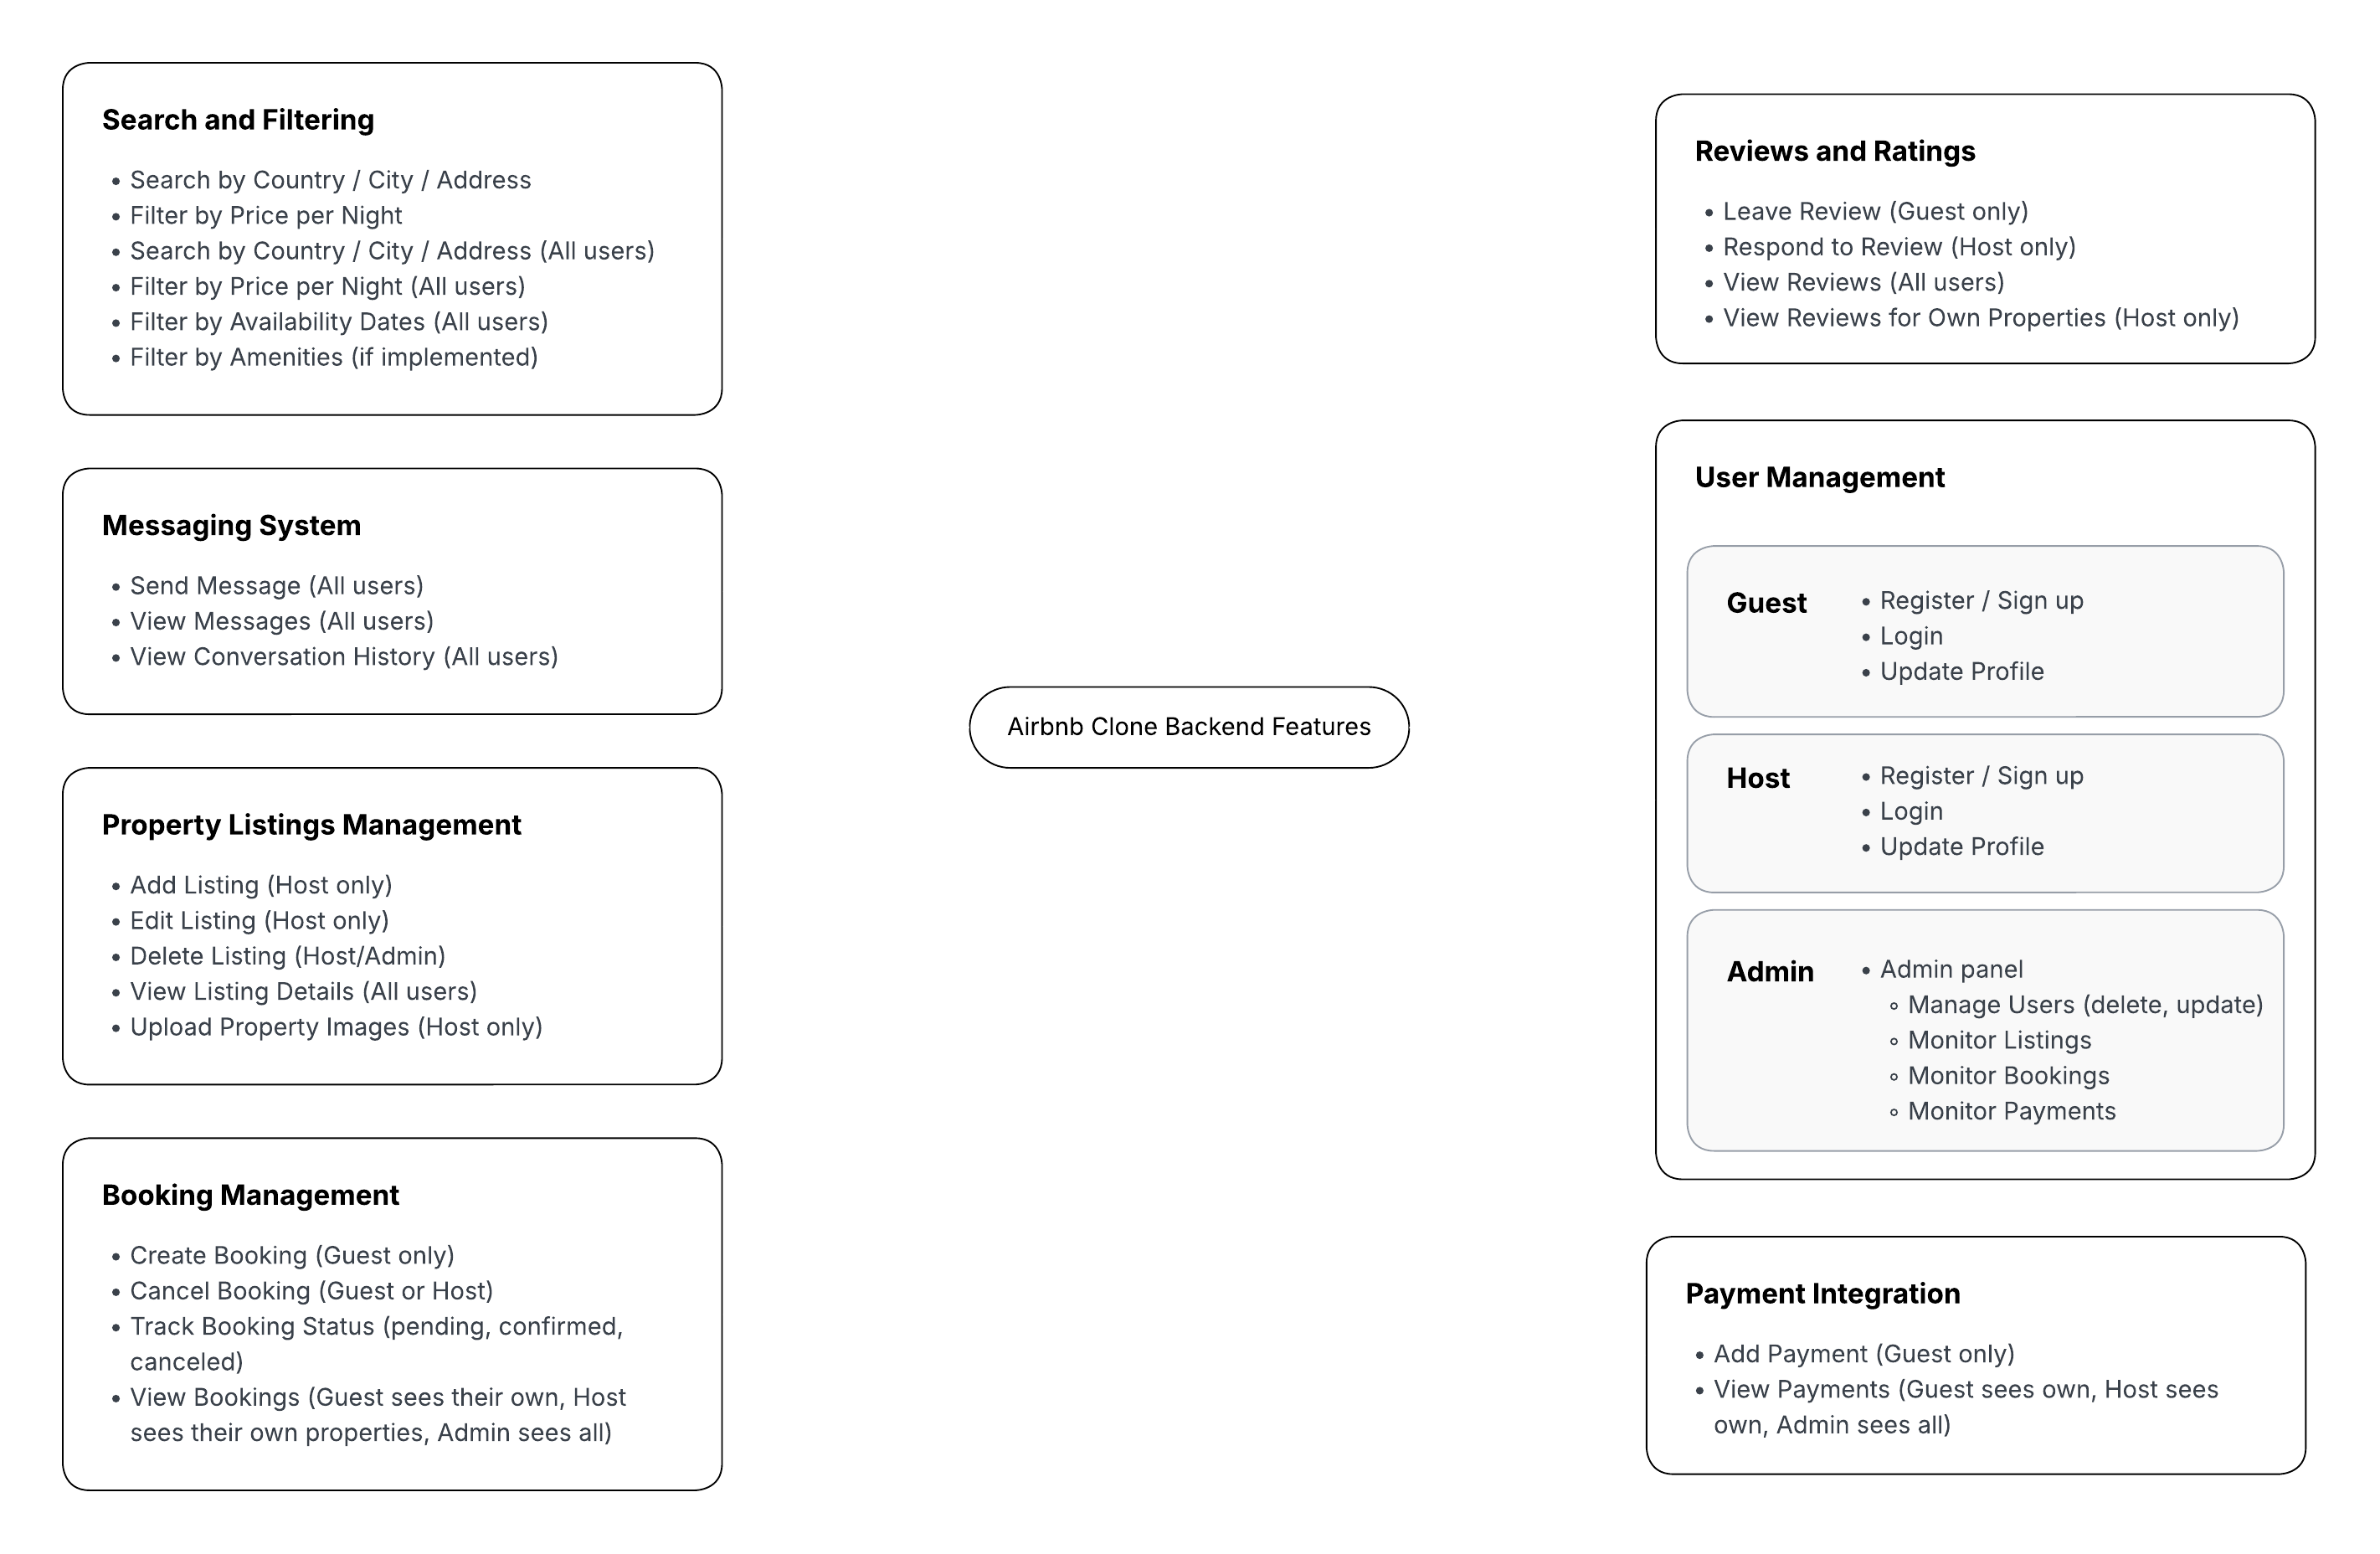 Search and Filtering
• Search by Country / City / Address
• Filter by Price per Night
• Search by Country / City / Address (All users)
• Filter by Price per Night (All users)
• Filter by Availability Dates (All users)
• Filter by Amenities (if implemented)
Messaging System
• Send Message (All users)
• View Messages (All users)
• View Conversation History (All users)
Property Listings Management
• Add Listing (Host only)
• Edit Listing (Host only)
• Delete Listing (Host/Admin)
• View Listing Details (All users)
• Upload Property Images (Host only)
Booking Management
• Create Booking (Guest only)
• Cancel Booking (Guest or Host)
• Track Booking Status (pending, confirmed,
canceled)
• View Bookings (Guest sees their own, Host
sees their own properties, Admin sees all)
Airbnb Clone Backend Features
Reviews and Ratings
• Leave Review (Guest only)
• Respond to Review (Host only)
• View Reviews (All users)
• View Reviews for Own Properties (Host only)
User Management
Guest
• Register / Sign up
• Login
• Update Profile
Host
• Register / Sign up
• Login
• Update Profile
Admin
• Admin panel
◦ Manage Users (delete, update)
◦ Monitor Listings
◦ Monitor Bookings
◦ Monitor Payments
Payment Integration
• Add Payment (Guest only)
• View Payments (Guest sees own, Host sees
own, Admin sees all)